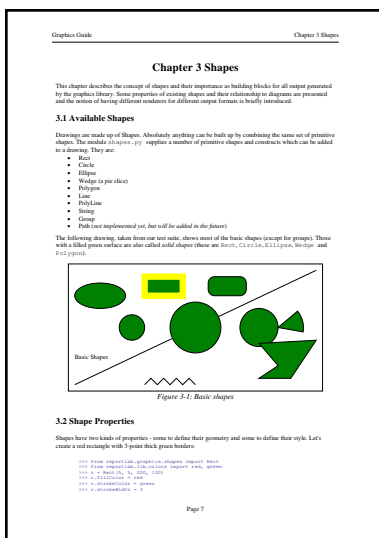 Graphics Guide Chapter 3 Shapes
Chapter 3 Shapes
This chapter describes the concept of shapes and their importance as building blocks for all output generated
by the graphics library. Some properties of existing shapes and their relationship to diagrams are presented
and the notion of having different renderers for different output formats is briefly introduced.
3.1 Available Shapes
Drawings are made up of Shapes. Absolutely anything can be built up by combining the same set of primitive
shapes. The module shapes.py supplies a number of primitive shapes and constructs which can be added
to a drawing. They are:
• Rect
• Circle
• Ellipse
• Wedge (a pie slice)
• Polygon
• Line
• PolyLine
• String
• Group
• Path (not implemented yet, but will be added in the future)
The following drawing, taken from our test suite, shows most of the basic shapes (except for groups). Those
with a filled green surface are also called solid shapes (these are Rect, Circle, Ellipse, Wedge and
Polygon).
Basic Shapes
Figure 3-1: Basic shapes
3.2 Shape Properties
Shapes have two kinds of properties - some to define their geometry and some to define their style. Let's
create a red rectangle with 3-point thick green borders:
>>> from reportlab.graphics.shapes import Rect
>>> from reportlab.lib.colors import red, green
>>> r = Rect(5, 5, 200, 100)
>>> r.fillColor = red
>>> r.strokeColor = green
>>> r.strokeWidth = 3
Page 7